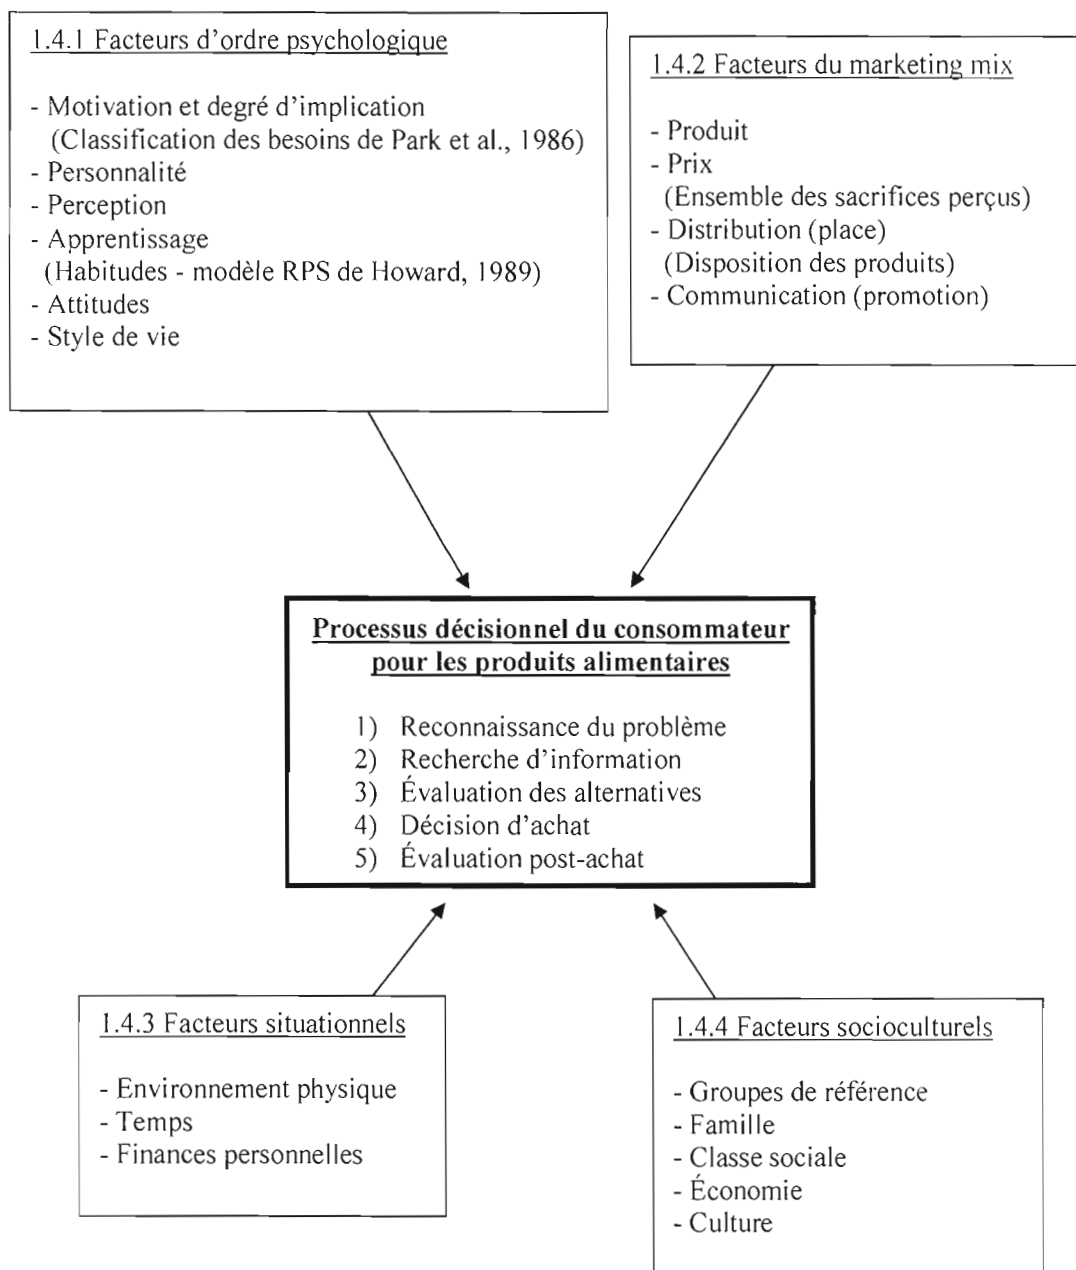 1.4.1 Facteurs d'ordre psychologique
- Motivation et degré d'implication
(Classification des besoins de Park et al., 1986)
- Personnalité
- Perception
- Apprentissage
(Habitudes - modèle RPS de Howard, 1989)
- Attitudes
- Style de vie
1.4.2 Facteurs du marketing mix
- Produit
- Prix
(Ensemble des sacrifices perçus)
- Distribution (place)
(Disposition des produits)
- Communication (promotion)
Processus décisionnel du consommateur
pour les produits alimentaires
1) Reconnaissance du problème
2) Recherche d'information
3) Évaluation des alternatives
4) Décision d'achat
5) Évaluation post-achat
1.4.3 Facteurs situationnels
- Environnement physique
- Temps
- Finances personnelles
1.4.4 Facteurs socioculturels
- Groupes de référence
- Famille
- Classe sociale
- Économie
- Culture